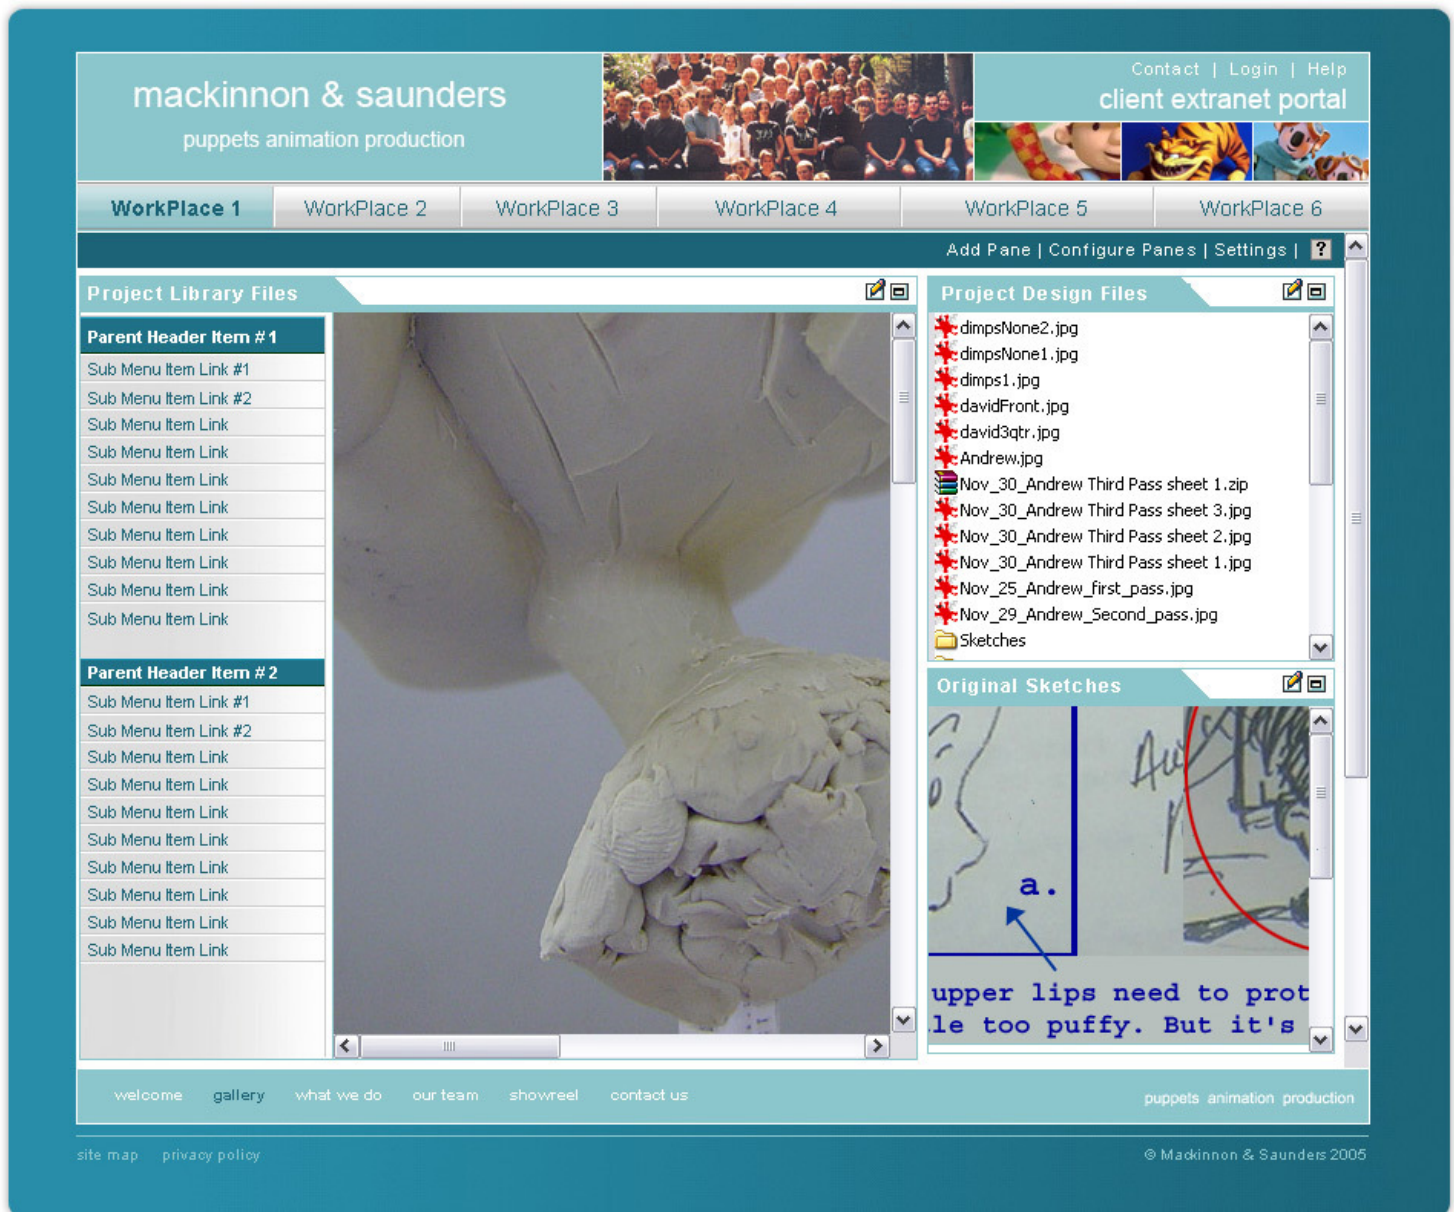 mackinnon & saunders
puppets animation production
Contact | Login | Help
client extranet portal
WorkPlace 1
WorkPlace 2
WorkPlace 3
WorkPlace 4
WorkPlace 5
WorkPlace 6
Add Pane | Configure Panes | Settings | ?
Project Library Files
Parent Header Item #1
Sub Menu Item Link #1
Sub Menu Item Link #2
Sub Menu Item Link
Sub Menu Item Link
Sub Menu Item Link
Sub Menu Item Link
Sub Menu Item Link
Sub Menu Item Link
Sub Menu Item Link
Sub Menu Item Link
Parent Header Item #2
Sub Menu Item Link #1
Sub Menu Item Link #2
Sub Menu Item Link
Sub Menu Item Link
Sub Menu Item Link
Sub Menu Item Link
Sub Menu Item Link
Sub Menu Item Link
Sub Menu Item Link
Sub Menu Item Link
Project Design Files
dimpsNone2.jpg
dimpsNone1.jpg
dimps1.jpg
davidFront.jpg
david3qtr.jpg
Andrew.jpg
Nov_30_Andrew Third Pass sheet 1.zip
Nov_30_Andrew Third Pass sheet 3.jpg
Nov_30_Andrew Third Pass sheet 2.jpg
Nov_30_Andrew Third Pass sheet 1.jpg
Nov_25_Andrew_first_pass.jpg
Nov_29_Andrew_Second_pass.jpg
Sketches
Original Sketches
a.
upper lips need to prot
le too puffy. But it's
welcome
gallery
what we do
our team
showreel
contact us
puppets animation production
site map
privacy policy
© Mackinnon & Saunders 2005